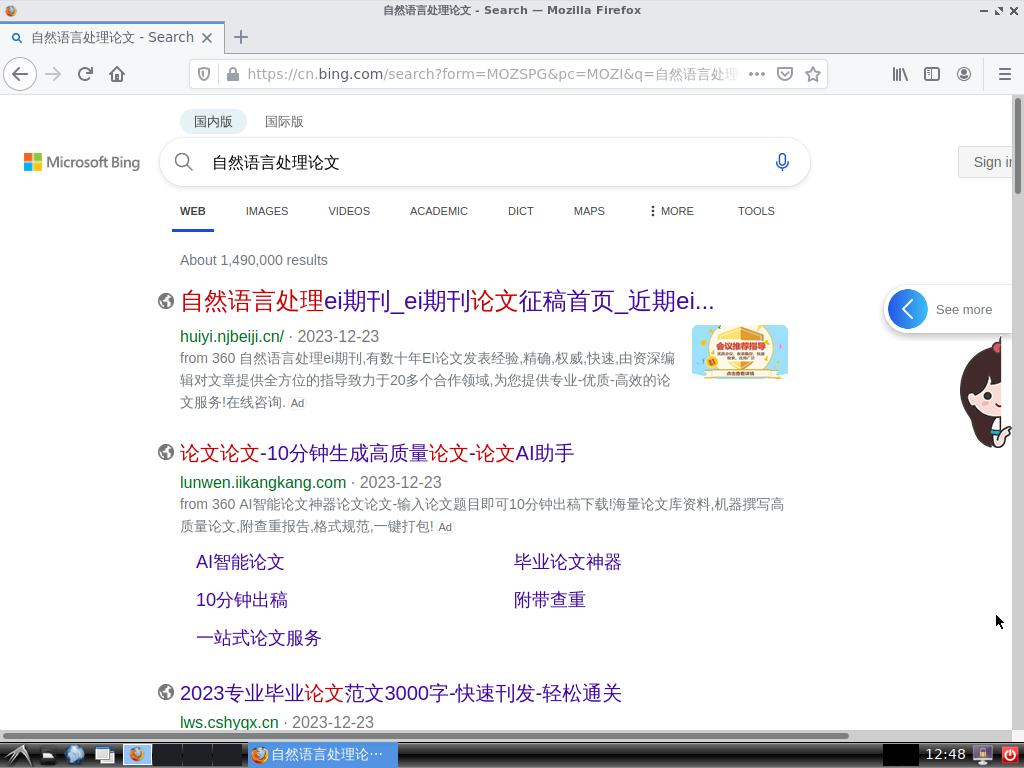 自然语言处理论文 - Search — Mozilla Firefox
自然语言处理论文 - Search
https://cn.bing.com/search?form=MOZSPG&pc=MOZI&q=自然语言处理
国内版 国际版
Microsoft Bing
自然语言处理论文
Sign in
WEB IMAGES VIDEOS ACADEMIC DICT MAPS MORE TOOLS
About 1,490,000 results
自然语言处理ei期刊_ei期刊论文征稿首页_近期ei...
huiyi.njbeiji.cn/ · 2023-12-23
from 360 自然语言处理ei期刊,有数十年EI论文发表经验,精确,权威,快速,由资深编
辑对文章提供全方位的指导致力于20多个合作领域,为您提供专业-优质-高效的论
文服务!在线咨询. Ad
会议推荐指导
点击查看详情
See more
论文论文-10分钟生成高质量论文-论文AI助手
lunwen.iikangkang.com · 2023-12-23
from 360 AI智能论文神器论文论文-输入论文题目即可10分钟出稿下载!海量论文库资料,机器撰写高
质量论文,附查重报告,格式规范,一键打包! Ad
AI智能论文 毕业论文神器
10分钟出稿 附带查重
一站式论文服务
2023专业毕业论文范文3000字-快速刊发-轻松通关
lws.cshyqx.cn · 2023-12-23
自然语言处理论···
12:48